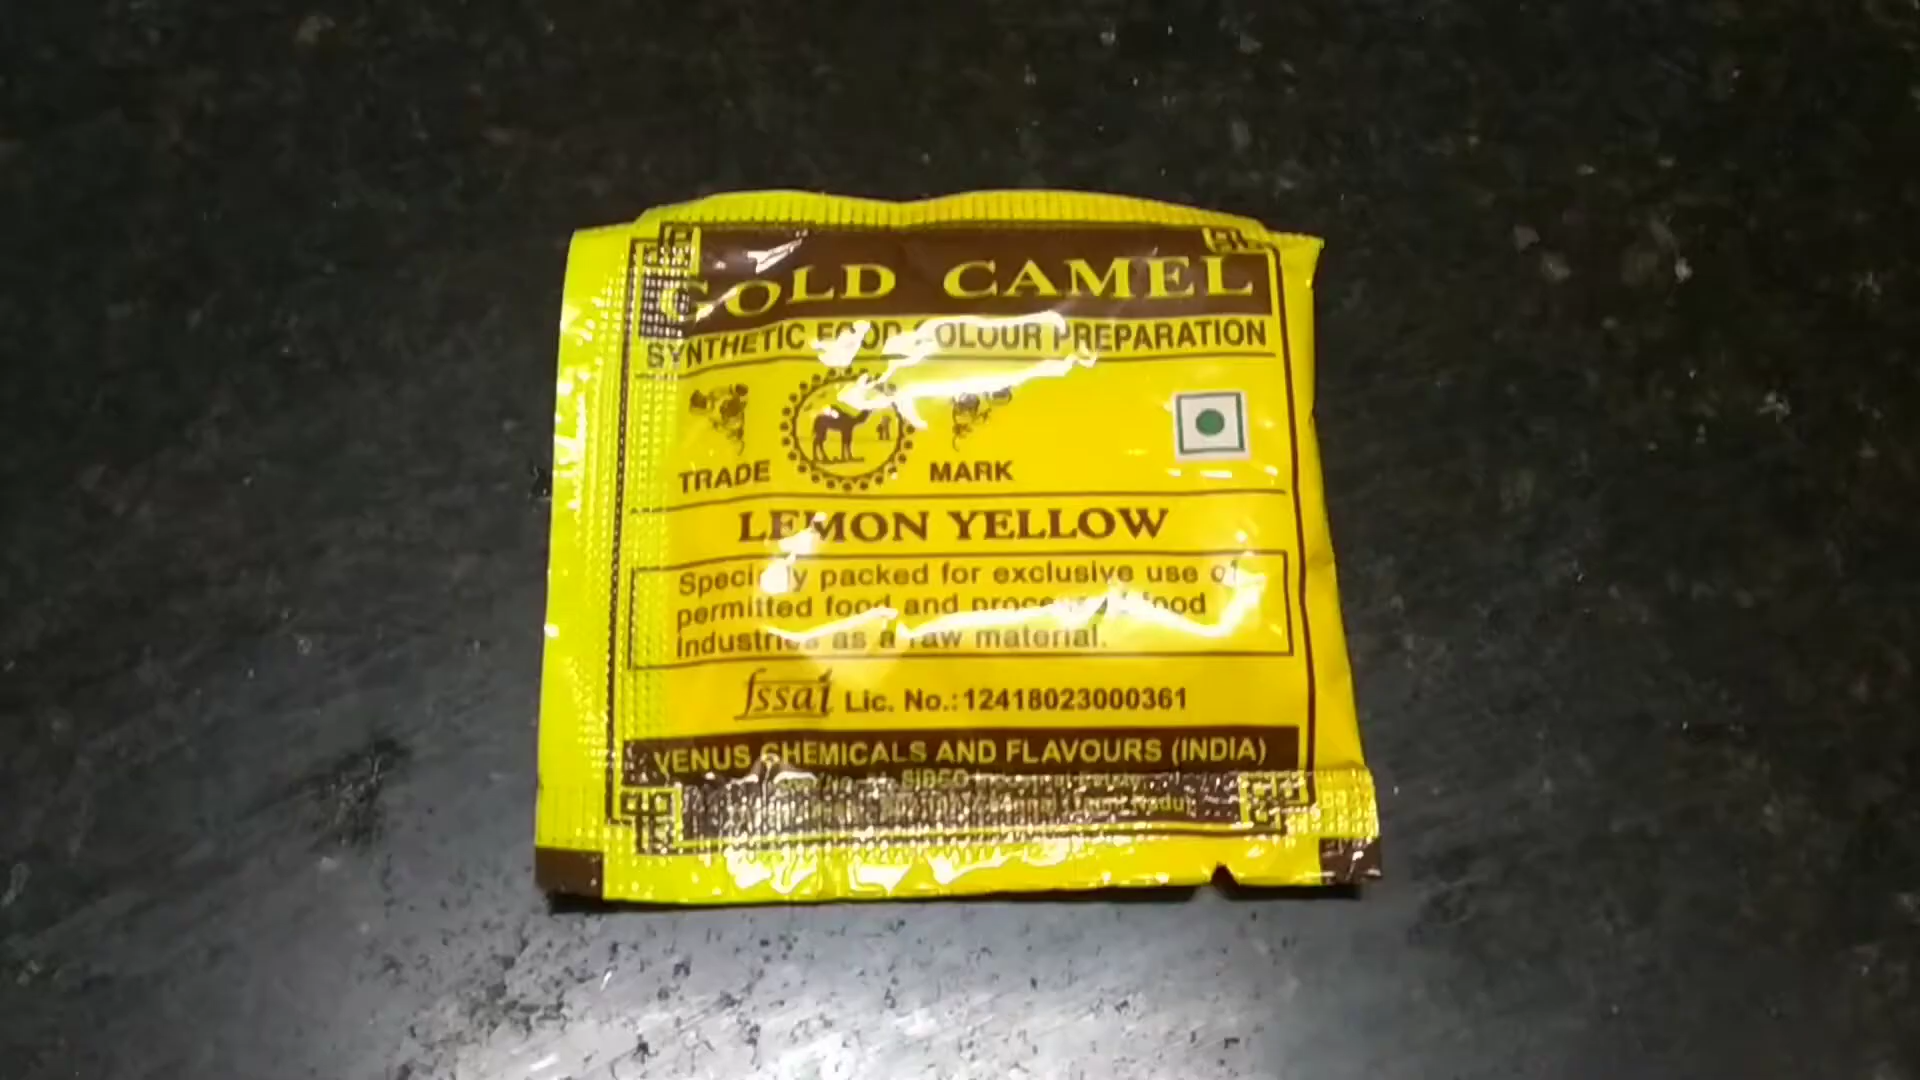 GOLD CAMEL
SYNTHETIC FOOD COLOUR PREPARATION
TRADE MARK
LEMON YELLOW
Specially packed for exclusive use of
permitted food and processed food
industries as a raw material.
fssai Lic. No.:12418023000361
VENUS CHEMICALS AND FLAVOURS (INDIA)
SIDCO